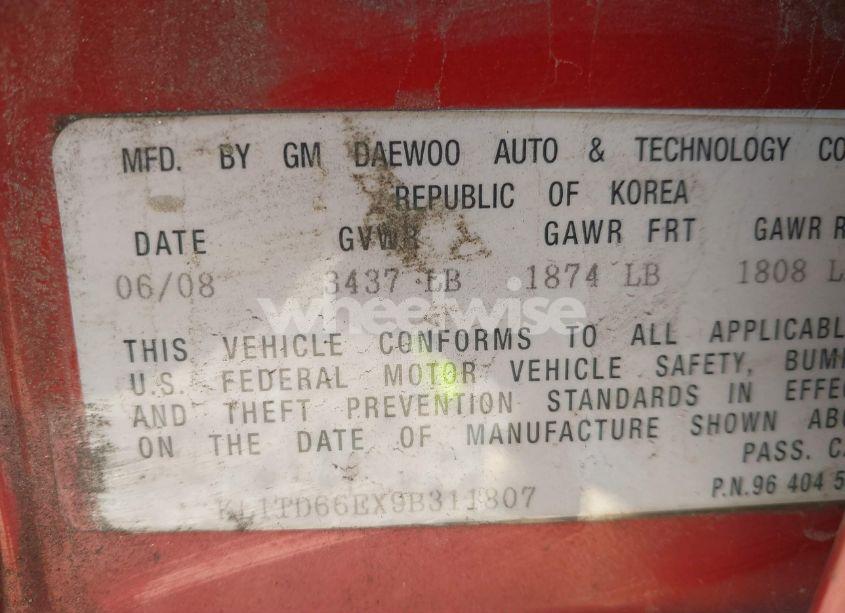 MFD. BY GM DAEWOO AUTO & TECHNOLOGY CO
REPUBLIC OF KOREA
DATE GVWR GAWR FRT GAWR R
06/08 3437 LB 1874 LB 1808 L
wheelwise
THIS VEHICLE CONFORMS TO ALL APPLICABL
U.S. FEDERAL MOTOR VEHICLE SAFETY, BUM
AND THEFT PREVENTION STANDARDS IN EFFE
ON THE DATE OF MANUFACTURE SHOWN ABO
PASS. CA
P.N.96 404 5
KL1TD66EX9B311807